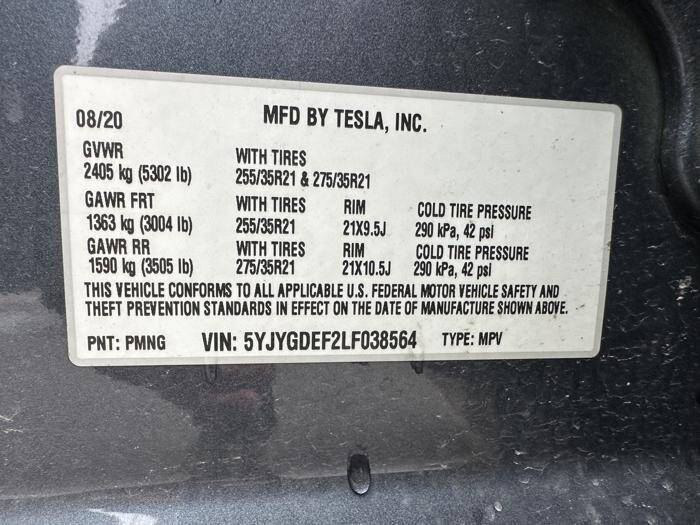 08/20 MFD BY TESLA, INC.
GVWR WITH TIRES
2405 kg (5302 lb) 255/35R21 & 275/35R21
GAWR FRT WITH TIRES RIM COLD TIRE PRESSURE
1363 kg (3004 lb) 255/35R21 21X9.5J 290 kPa, 42 psi
GAWR RR WITH TIRES RIM COLD TIRE PRESSURE
1590 kg (3505 lb) 275/35R21 21X10.5J 290 kPa, 42 psi
THIS VEHICLE CONFORMS TO ALL APPLICABLE U.S. FEDERAL MOTOR VEHICLE SAFETY AND
THEFT PREVENTION STANDARDS IN EFFECT ON THE DATE OF MANUFACTURE SHOWN ABOVE.
PNT: PMNG VIN: 5YJYGDEF2LF038564 TYPE: MPV